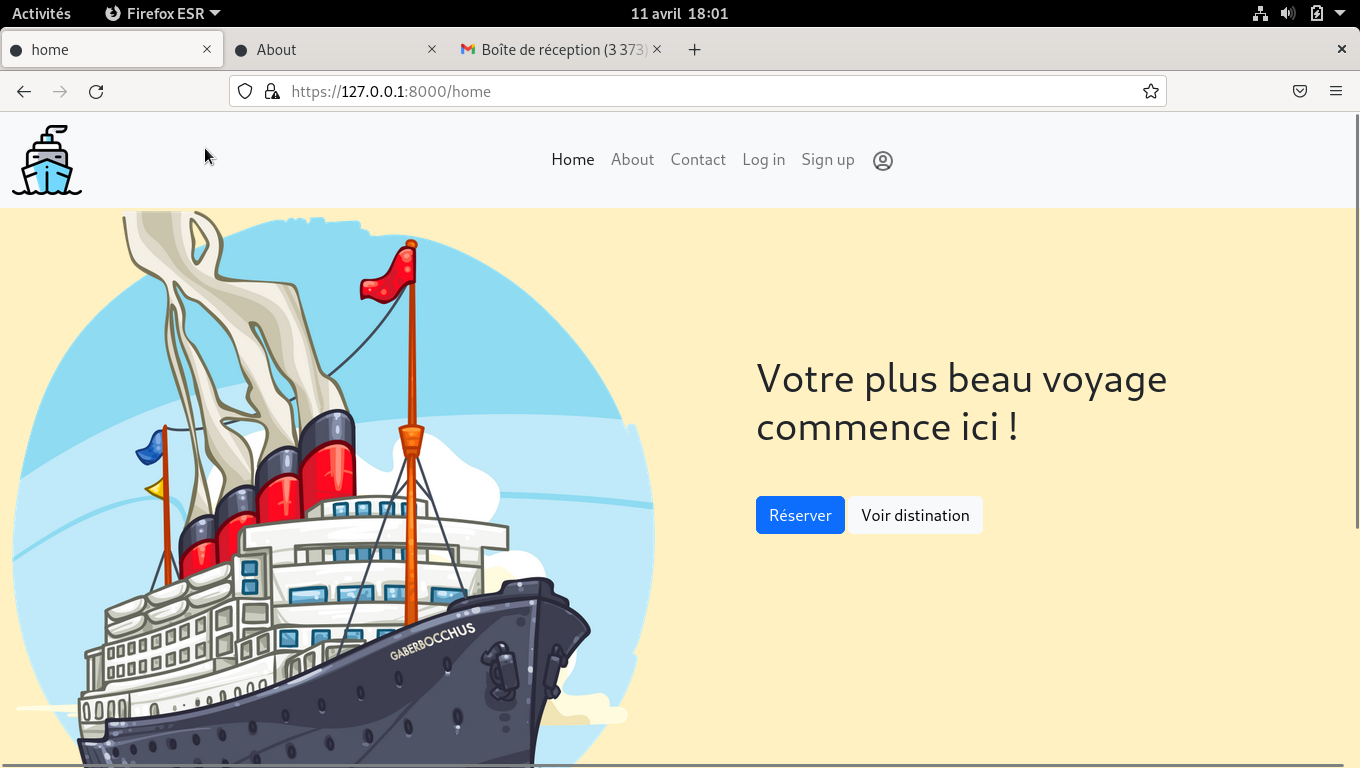 Activités Firefox ESR 11 avril 18:01
home About Boîte de réception (3 373)
https://127.0.0.1:8000/home
Home About Contact Log in Sign up
Votre plus beau voyage
commence ici !
Réserver Voir distination
GABERBOCCHUS